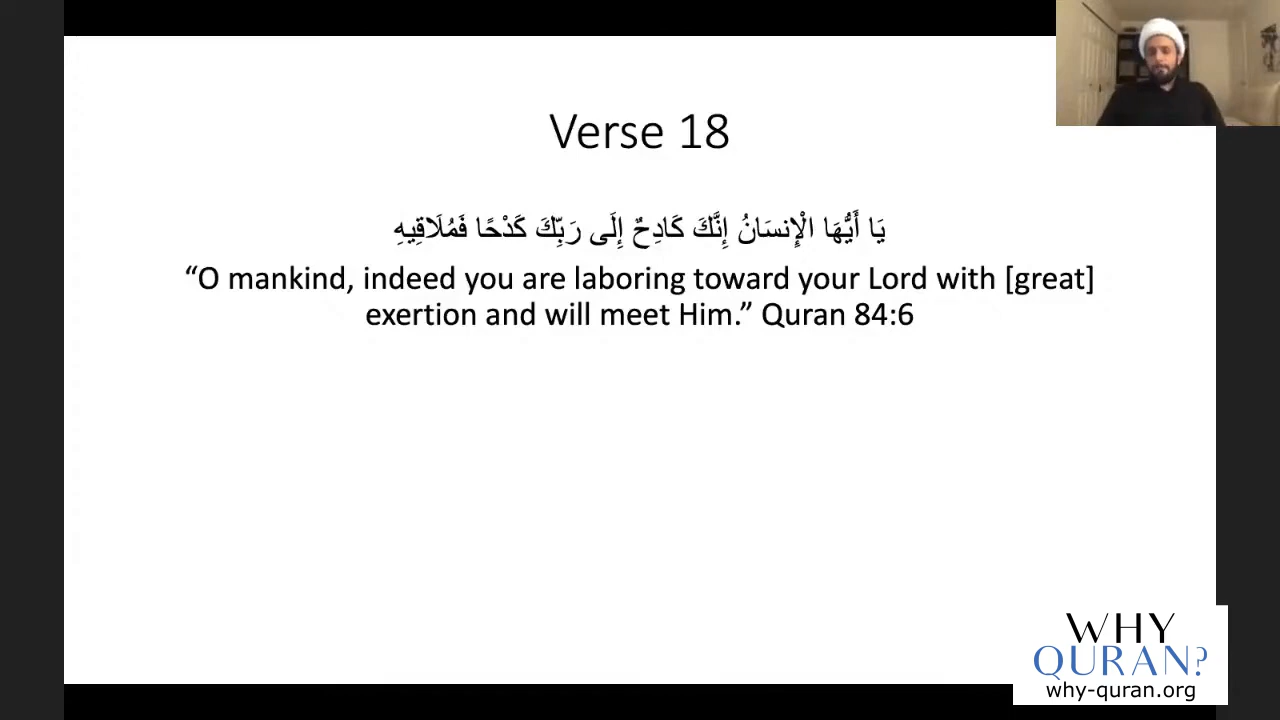 Verse 18
يَا أَيُّهَا الْإِنسَانُ إِنَّكَ كَادِحٌ إِلَى رَبِّكَ كَدْحًا فَمُلَاقِيهِ
“O mankind, indeed you are laboring toward your Lord with [great]
exertion and will meet Him.” Quran 84:6
WHY
QURAN?
why-quran.org